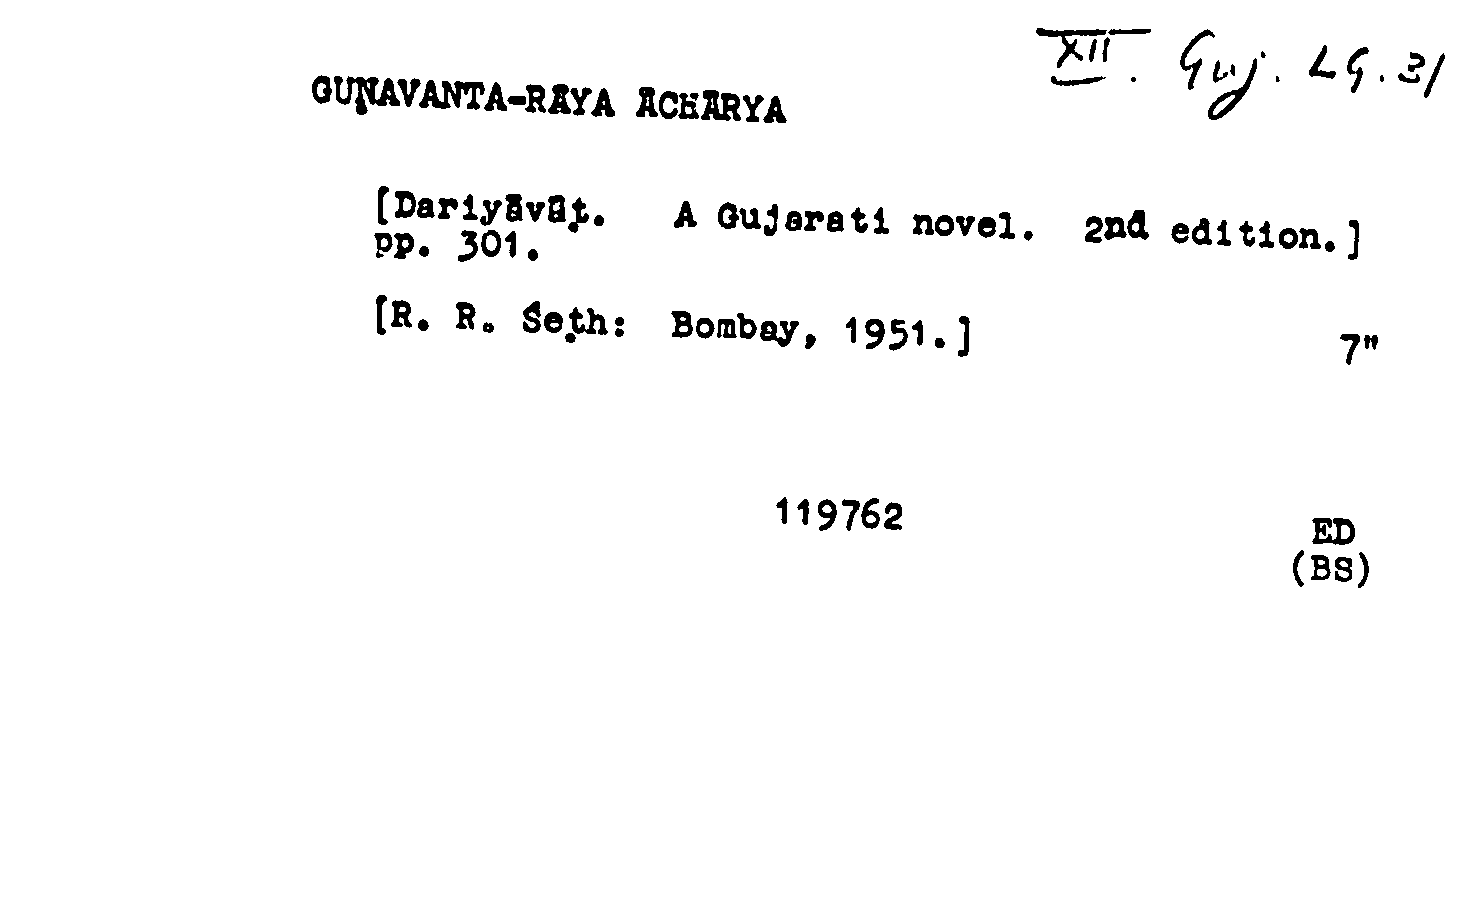 XII. Guj. LG. 31
GUṆAVANTA-RĀYA ĀCHĀRYA
[Dariyāvāṭ. A Gujarati novel. 2nd edition.]
pp. 301.
[R. R. Śeṭh: Bombay, 1951.]
7"
119762
ED
(BS)